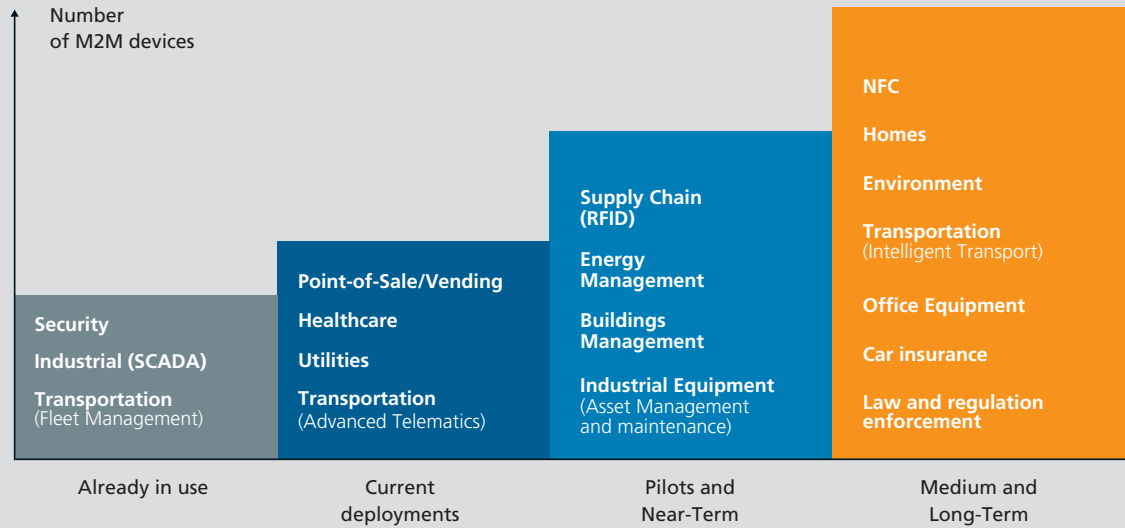 Number
of M2M devices
Security
Industrial (SCADA)
Transportation
(Fleet Management)
Point-of-Sale/Vending
Healthcare
Utilities
Transportation
(Advanced Telematics)
Supply Chain
(RFID)
Energy
Management
Buildings
Management
Industrial Equipment
(Asset Management
and maintenance)
NFC
Homes
Environment
Transportation
(Intelligent Transport)
Office Equipment
Car insurance
Law and regulation
enforcement
Already in use
Current
deployments
Pilots and
Near-Term
Medium and
Long-Term